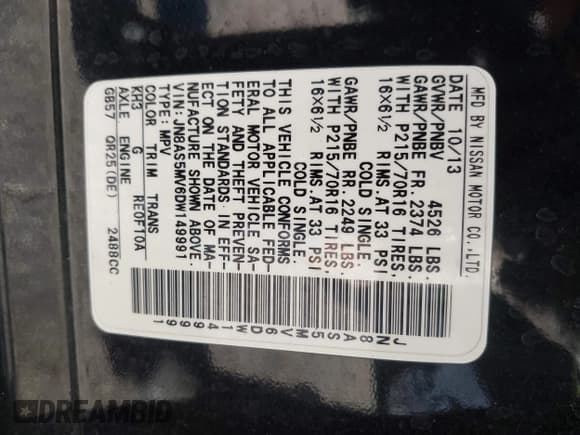 MFD BY NISSAN MOTOR CO.,LTD.
DATE 10/13
GVWR/PNBV 4526 LBS.
GAWR/PNBE FR. 2374 LBS.
WITH P215/70R16 TIRES,
16X6½ RIMS AT 33 PSI
COLD SINGLE.
GAWR/PNBE RR. 2249 LBS.
WITH P215/70R16 TIRES,
16X6½ RIMS AT 33 PSI
COLD SINGLE.
THIS VEHICLE CONFORMS
TO ALL APPLICABLE FED-
ERAL MOTOR VEHICLE SA-
FETY AND THEFT PREVEN-
TION STANDARDS. IN EFF-
ECT ON THE DATE OF MA-
NUFACTURE SHOWN ABOVE.
VIN: JN8AS5MV6DW149991
TYPE: MPV
COLOR TRIM TRANS
KH3 G RE0F10A
AXLE ENGINE
GB57 QR25(DE) 2488CC
JN8AS5MV6DW149991
DREAMBID